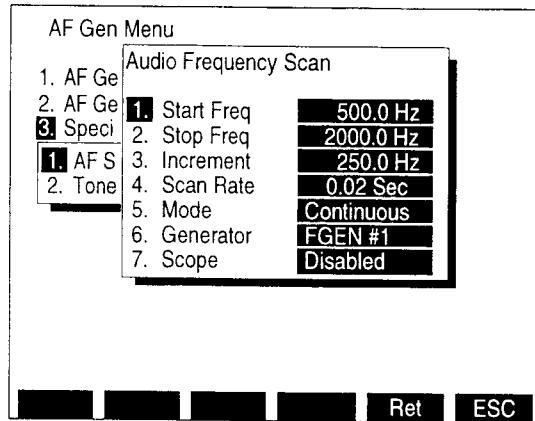 AF Gen Menu
1. AF Ge
2. AF Ge
3. Speci
1. AF S
2. Tone
Audio Frequency Scan
1. Start Freq 500.0 Hz
2. Stop Freq 2000.0 Hz
3. Increment 250.0 Hz
4. Scan Rate 0.02 Sec
5. Mode Continuous
6. Generator FGEN #1
7. Scope Disabled
Ret ESC